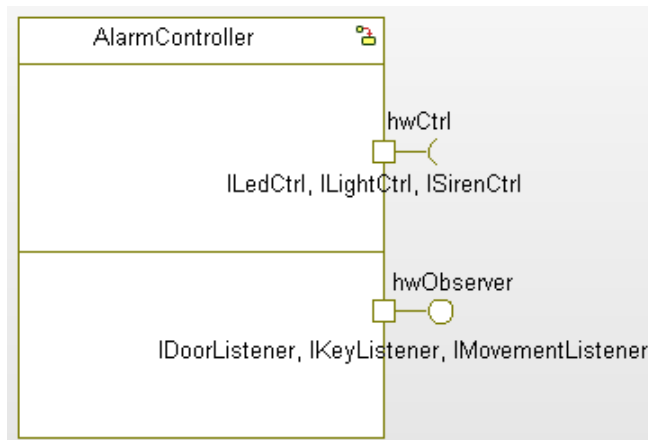 AlarmController
hwCtrl
ILedCtrl, ILightCtrl, ISirenCtrl
hwObserver
IDoorListener, IKeyListener, IMovementListener